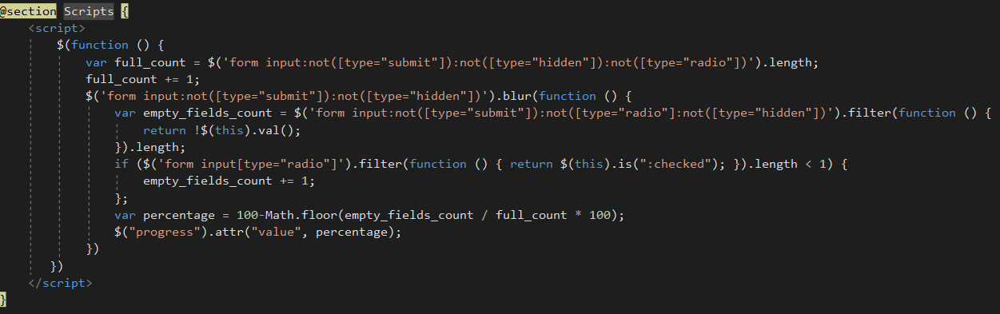 @section Scripts {
<script>
$(function () {
var full_count = $('form input:not([type="submit"]):not([type="hidden"]):not([type="radio"])').length;
full_count += 1;
$('form input:not([type="submit"]):not([type="hidden"])').blur(function () {
var empty_fields_count = $('form input:not([type="submit"]):not([type="radio"]:not([type="hidden"])').filter(function () {
return !$(this).val();
}).length;
if ($('form input[type="radio"]').filter(function () { return $(this).is(":checked"); }).length < 1) {
empty_fields_count += 1;
};
var percentage = 100-Math.floor(empty_fields_count / full_count * 100);
$("progress").attr("value", percentage);
})
})
</script>
}